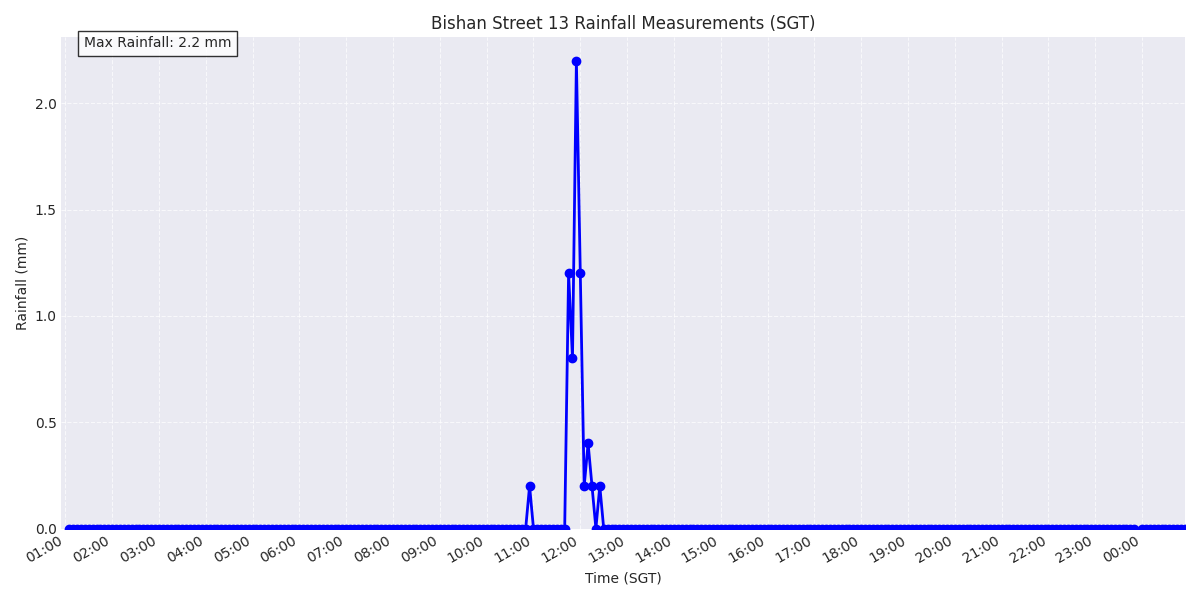 Bishan Street 13 Rainfall Measurements (SGT)
Max Rainfall: 2.2 mm
Rainfall (mm)
2.0
1.5
1.0
0.5
0.0
01:00 02:00 03:00 04:00 05:00 06:00 07:00 08:00 09:00 10:00 11:00 12:00 13:00 14:00 15:00 16:00 17:00 18:00 19:00 20:00 21:00 22:00 23:00 00:00
Time (SGT)